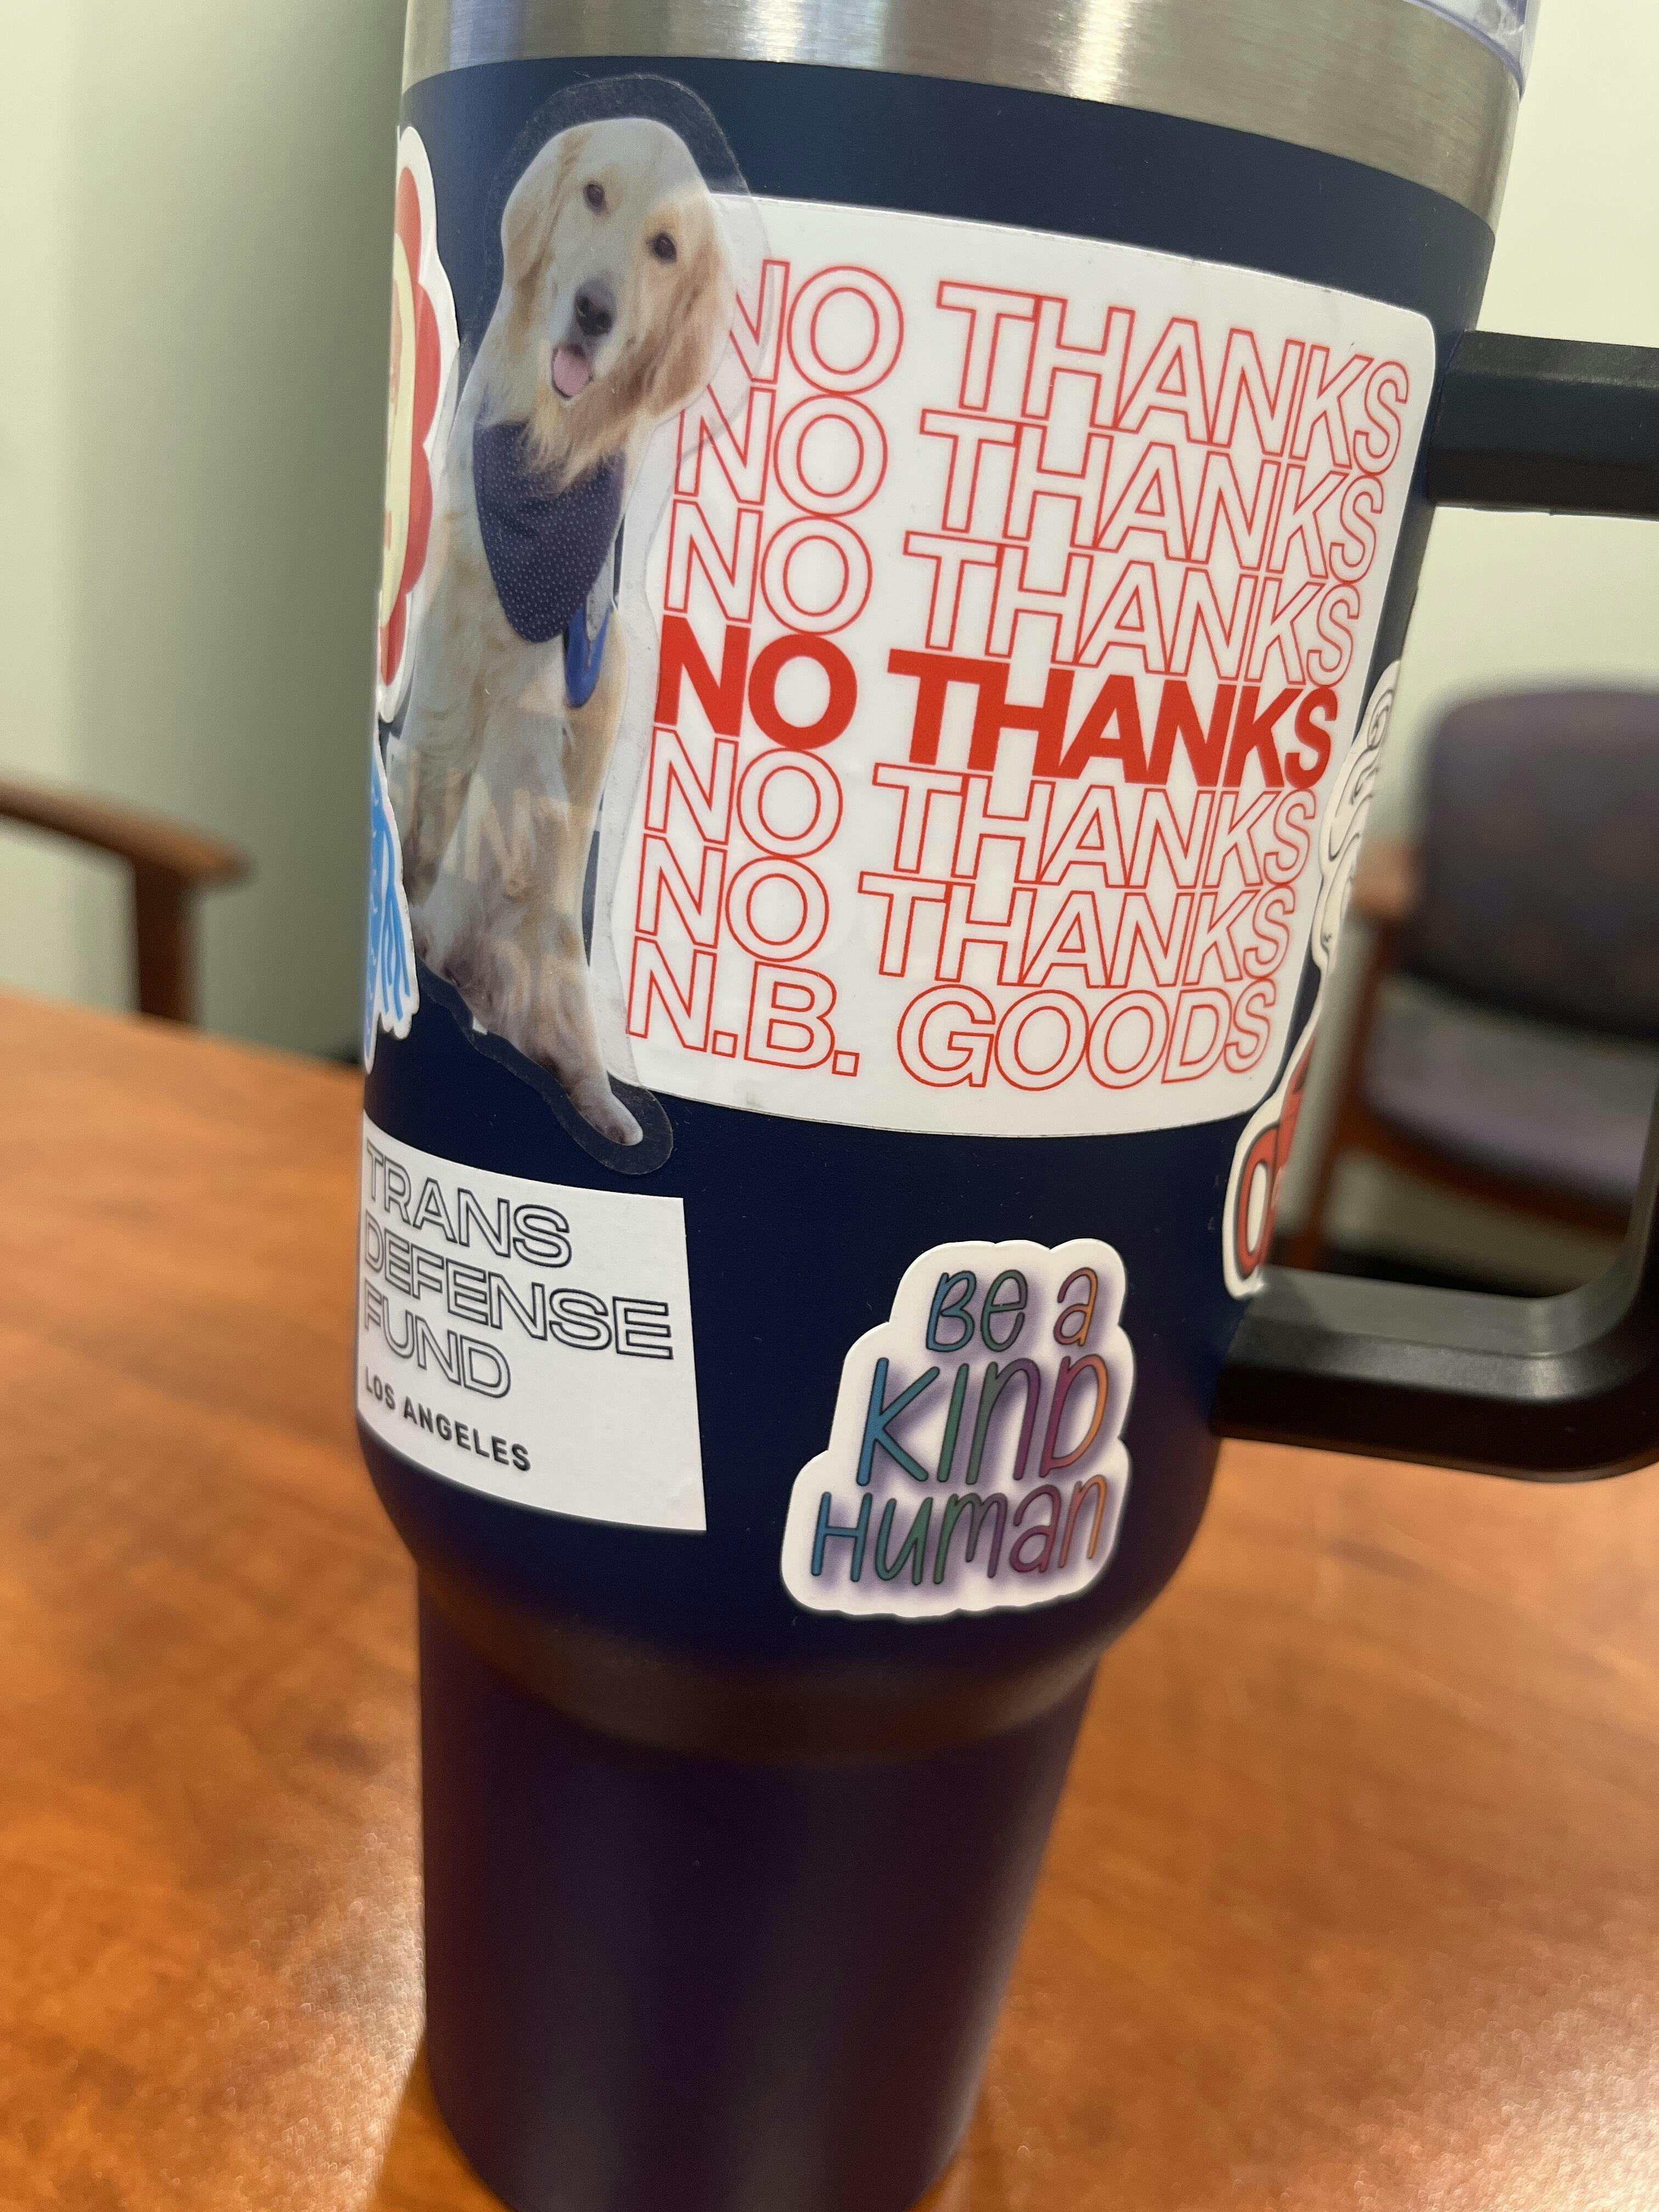 NO THANKS
NO THANKS
NO THANKS
NO THANKS
NO THANKS
NO THANKS
N.B. GOODS
TRANS
DEFENSE
FUND
LOS ANGELES
Be a
KIND
Human